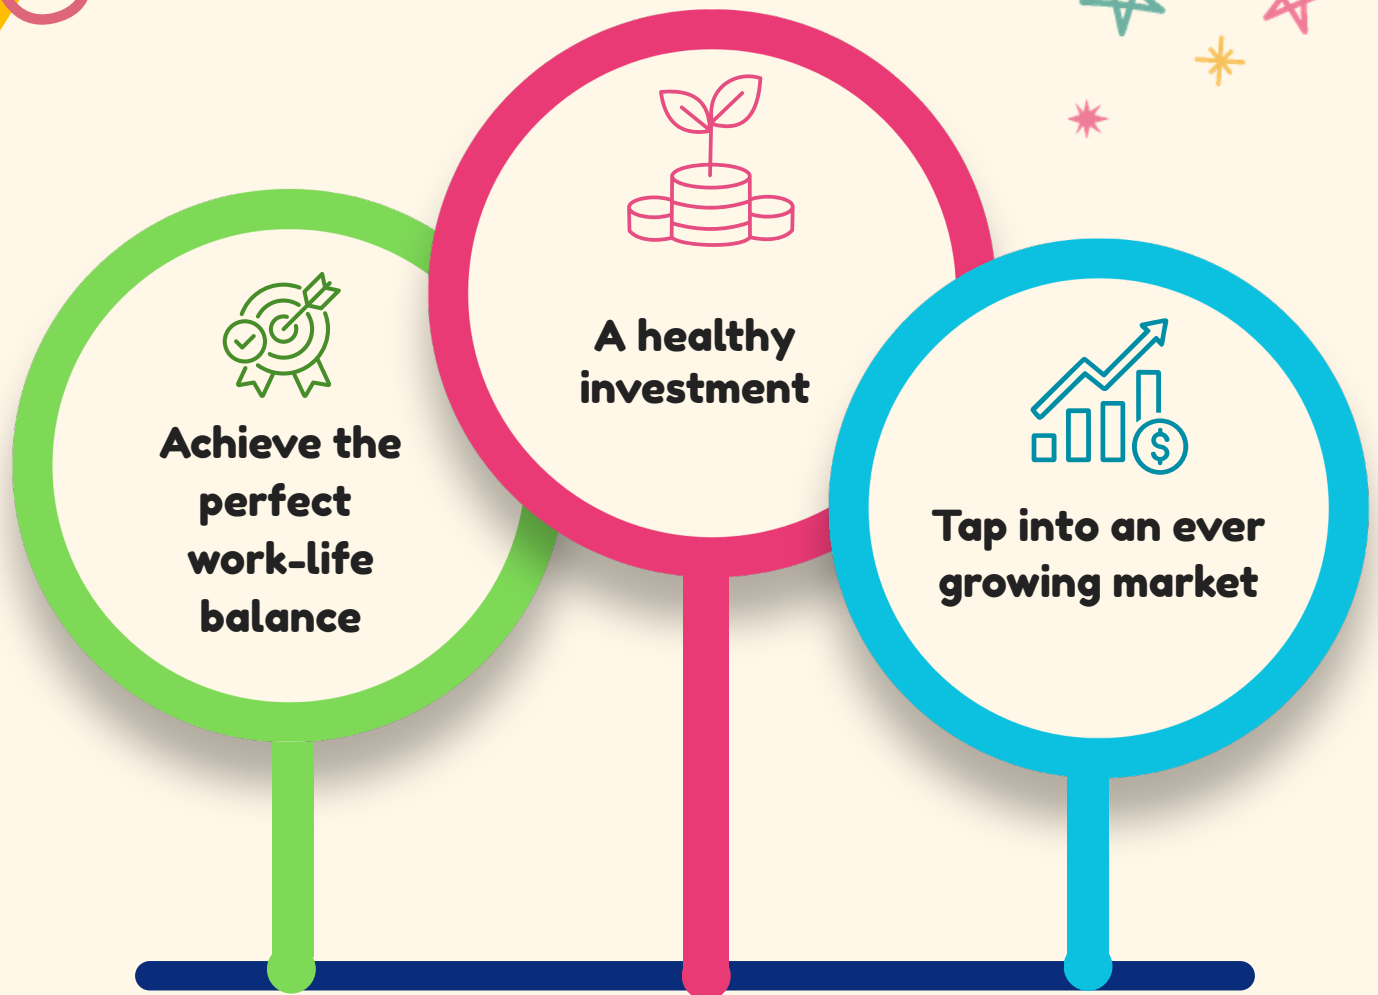 Achieve the
perfect
work-life
balance
A healthy
investment
$
Tap into an ever
growing market